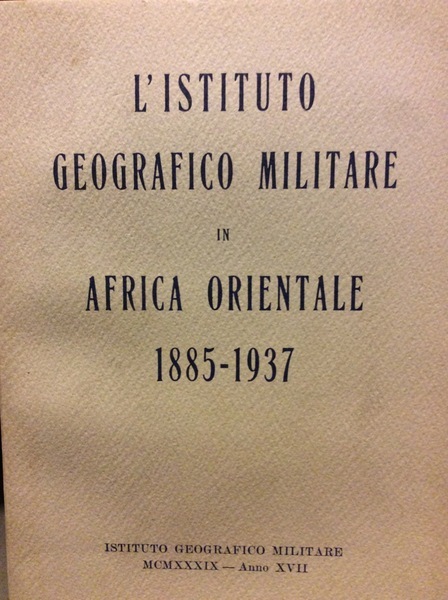 L'ISTITUTO
GEOGRAFICO MILITARE
IN
AFRICA ORIENTALE
1885-1937
ISTITUTO GEOGRAFICO MILITARE
MCMXXXIX — Anno XVII